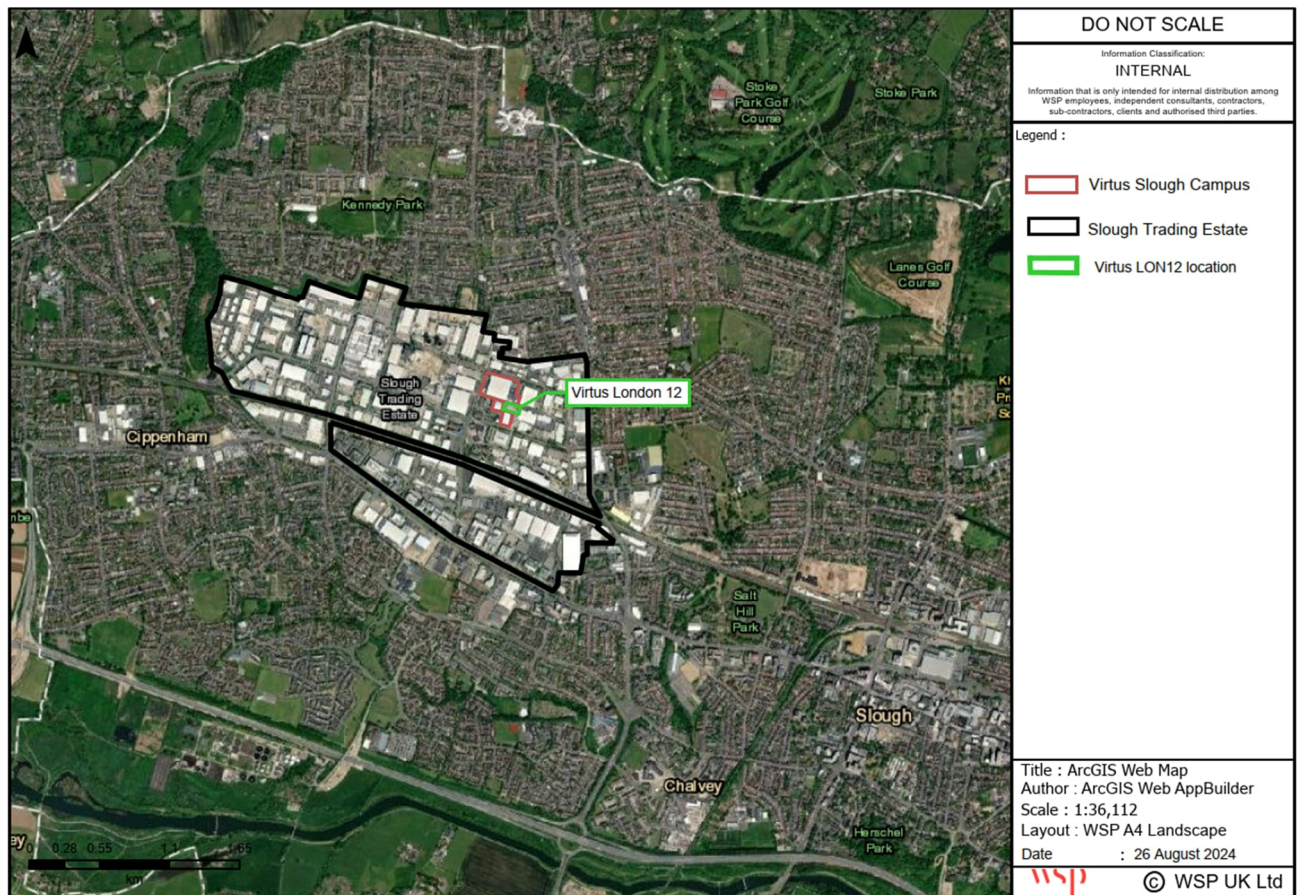 DO NOT SCALE
Information Classification:
INTERNAL
Information that is only intended for internal distribution among
WSP employees, independent consultants, contractors,
sub-contractors, clients and authorised third parties.
Legend :
Virtus Slough Campus
Slough Trading Estate
Virtus LON12 location
Title : ArcGIS Web Map
Author : ArcGIS Web AppBuilder
Scale : 1:36,112
Layout : WSP A4 Landscape
Date : 26 August 2024
wsp
© WSP UK Ltd
Stoke
Park Golf
Course
Stoke Park
Kennedy Park
Lanes Golf
Course
Slough
Trading
Estate
Virtus London 12
Cippenham
Salt
Hill
Park
Slough
Chalvey
Herschel
Park
0 0.28 0.55 1.1 1.65
km